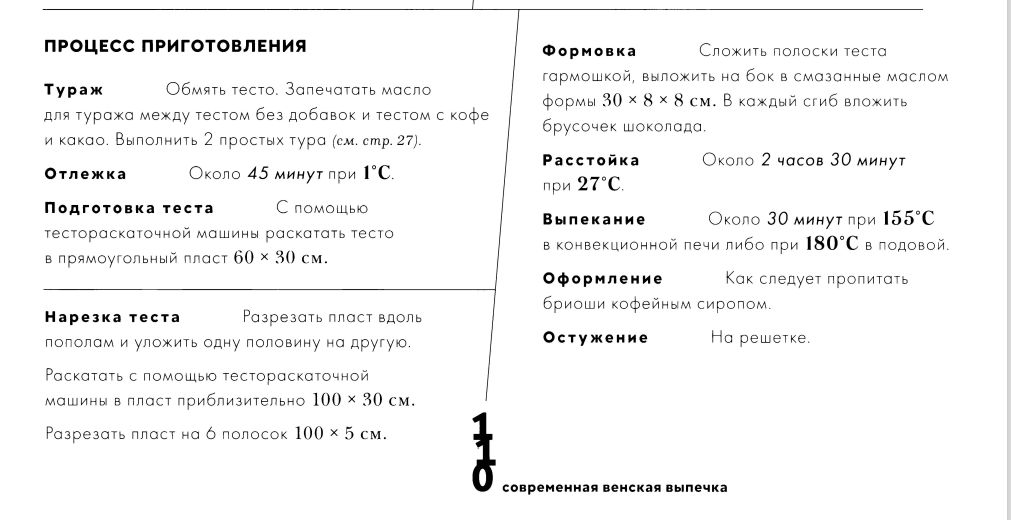 ПРОЦЕСС ПРИГОТОВЛЕНИЯ
Тураж Обмять тесто. Запечатать масло
для туража между тестом без добавок и тестом с кофе
и какао. Выполнить 2 простых тура (см. стр. 27).
Отлежка Около 45 минут при 1°C.
Подготовка теста С помощью
тестораскаточной машины раскатать тесто
в прямоугольный пласт 60 × 30 см.
Нарезка теста Разрезать пласт вдоль
пополам и уложить одну половину на другую.
Раскатать с помощью тестораскаточной
машины в пласт приблизительно 100 × 30 см.
Разрезать пласт на 6 полосок 100 × 5 см.
Формовка Сложить полоски теста
гармошкой, выложить на бок в смазанные маслом
формы 30 × 8 × 8 см. В каждый сгиб вложить
брусочек шоколада.
Расстойка Около 2 часов 30 минут
при 27°C.
Выпекание Около 30 минут при 155°C
в конвекционной печи либо при 180°C в подовой.
Оформление Как следует пропитать
бриоши кофейным сиропом.
Остужение На решетке.
1
1
0 современная венская выпечка